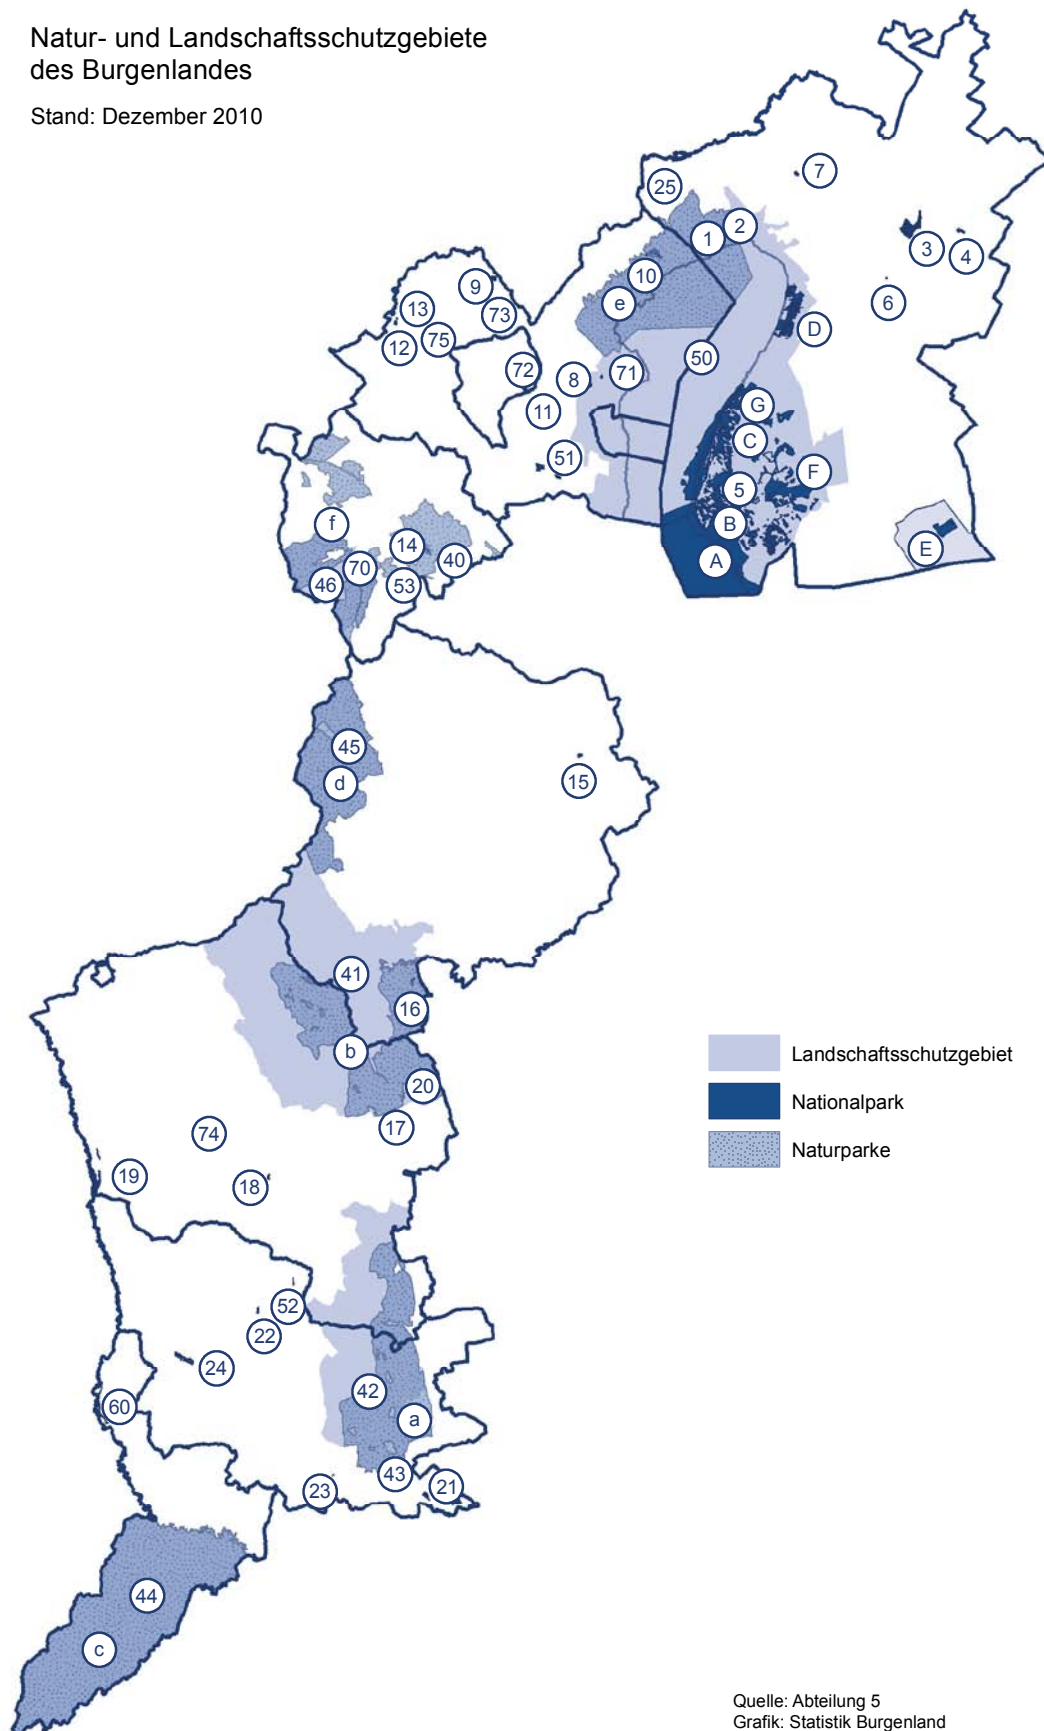 Natur- und Landschaftsschutzgebiete
des Burgenlandes
Stand: Dezember 2010
7
25
2
1
3
4
10
9
e
6
13
73
D
75
12
50
72
71
8
G
11
C
51
F
5
B
f
14
E
40
A
70
46
53
45
d
15
41
16
b
20
17
74
19
18
52
22
24
42
60
a
43
21
23
44
c
Landschaftsschutzgebiet
Nationalpark
Naturparke
Quelle: Abteilung 5
Grafik: Statistik Burgenland